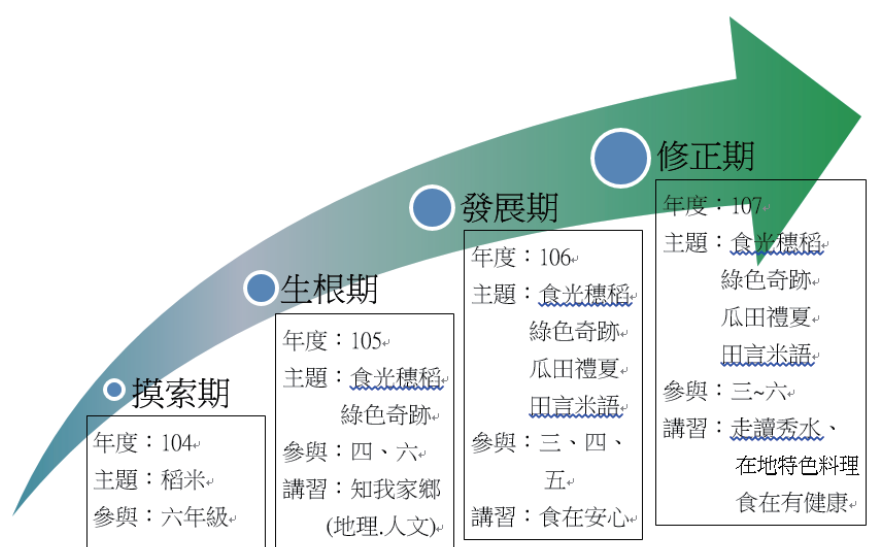 摸索期
年度：104
主題：稻米
參與：六年級
生根期
年度：105
主題：食光穗稻
綠色奇跡
參與：四、六
講習：知我家鄉
(地理.人文)
發展期
年度：106
主題：食光穗稻
綠色奇跡
瓜田禮夏
田言米語
參與：三、四、
五
講習：食在安心
修正期
年度：107
主題：食光穗稻
綠色奇跡
瓜田禮夏
田言米語
參與：三~六
講習：走讀秀水、
在地特色料理
食在有健康